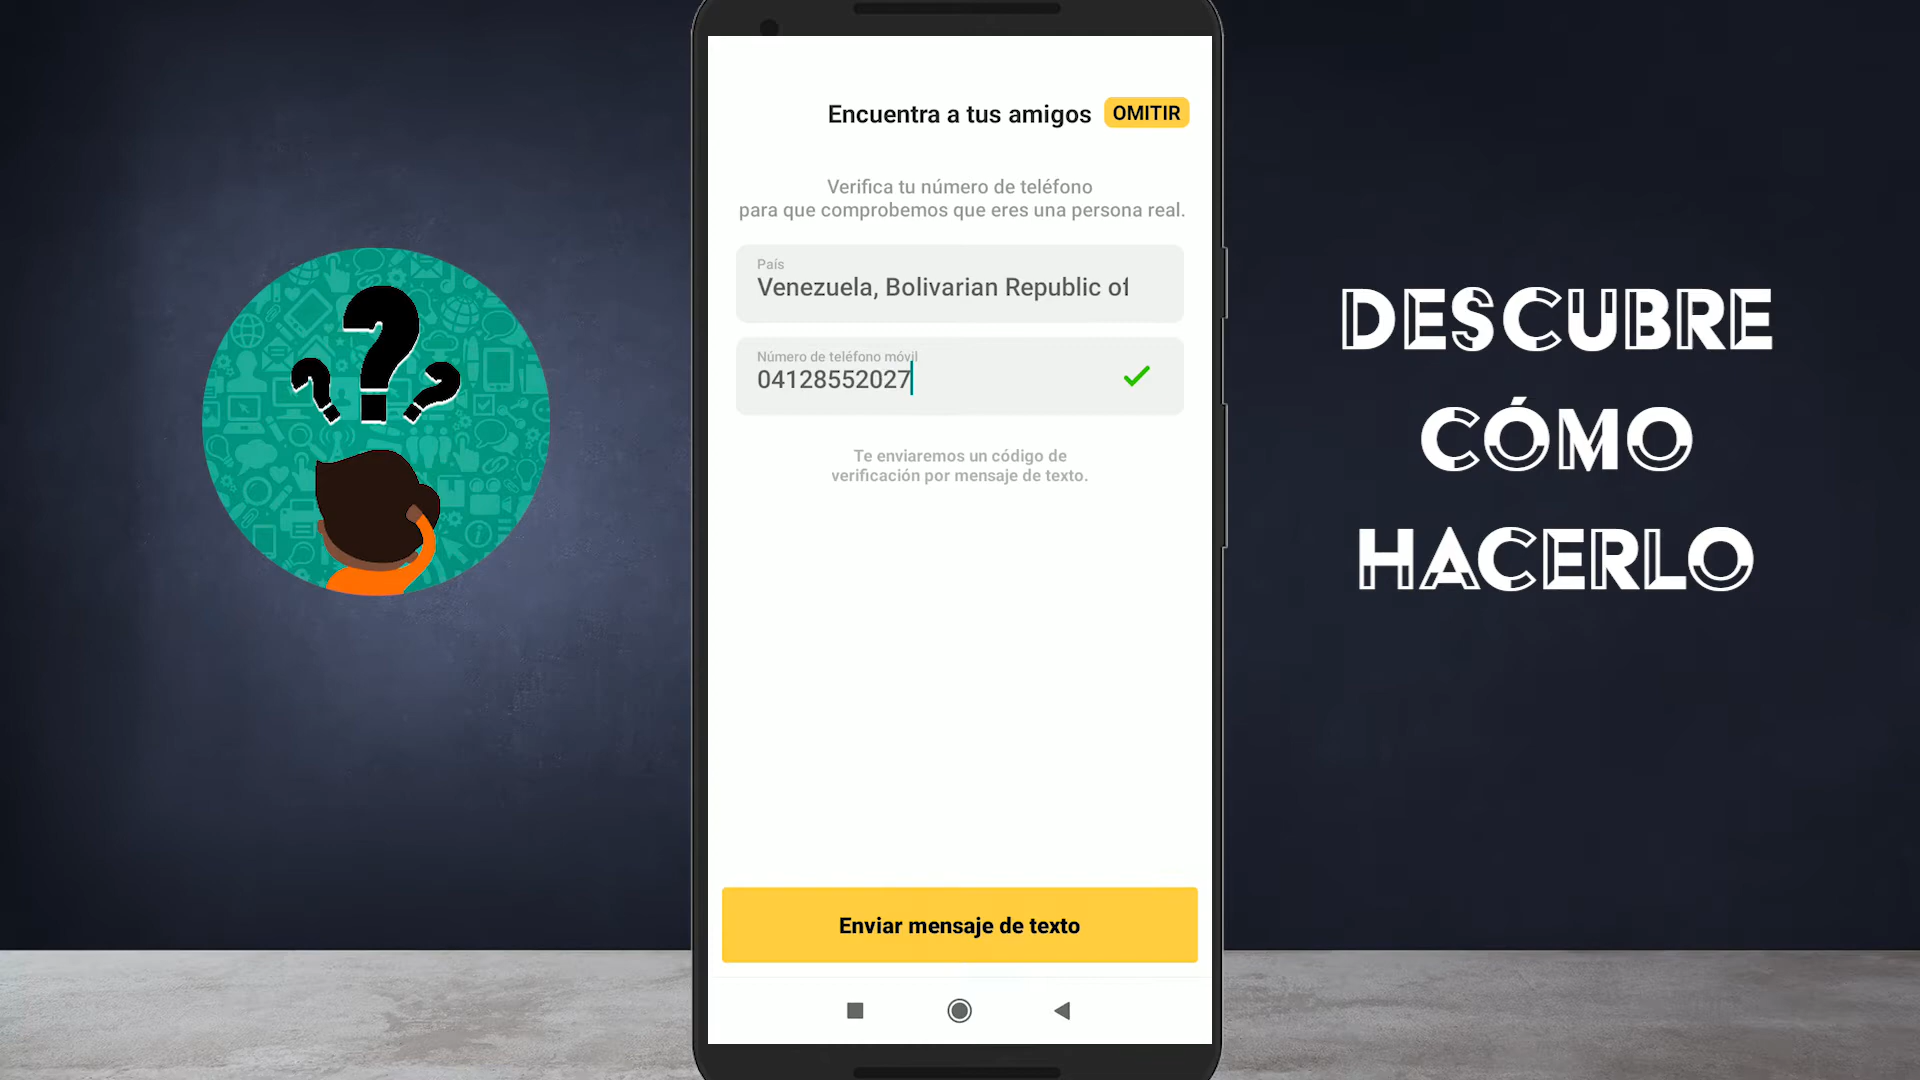 Encuentra a tus amigos OMITIR
Verifica tu número de teléfono
para que comprobemos que eres una persona real.
País
Venezuela, Bolivarian Republic of
Número de teléfono móvil
04128552027
Te enviaremos un código de
verificación por mensaje de texto.
Enviar mensaje de texto
DESCUBRE
CÓMO
HACERLO